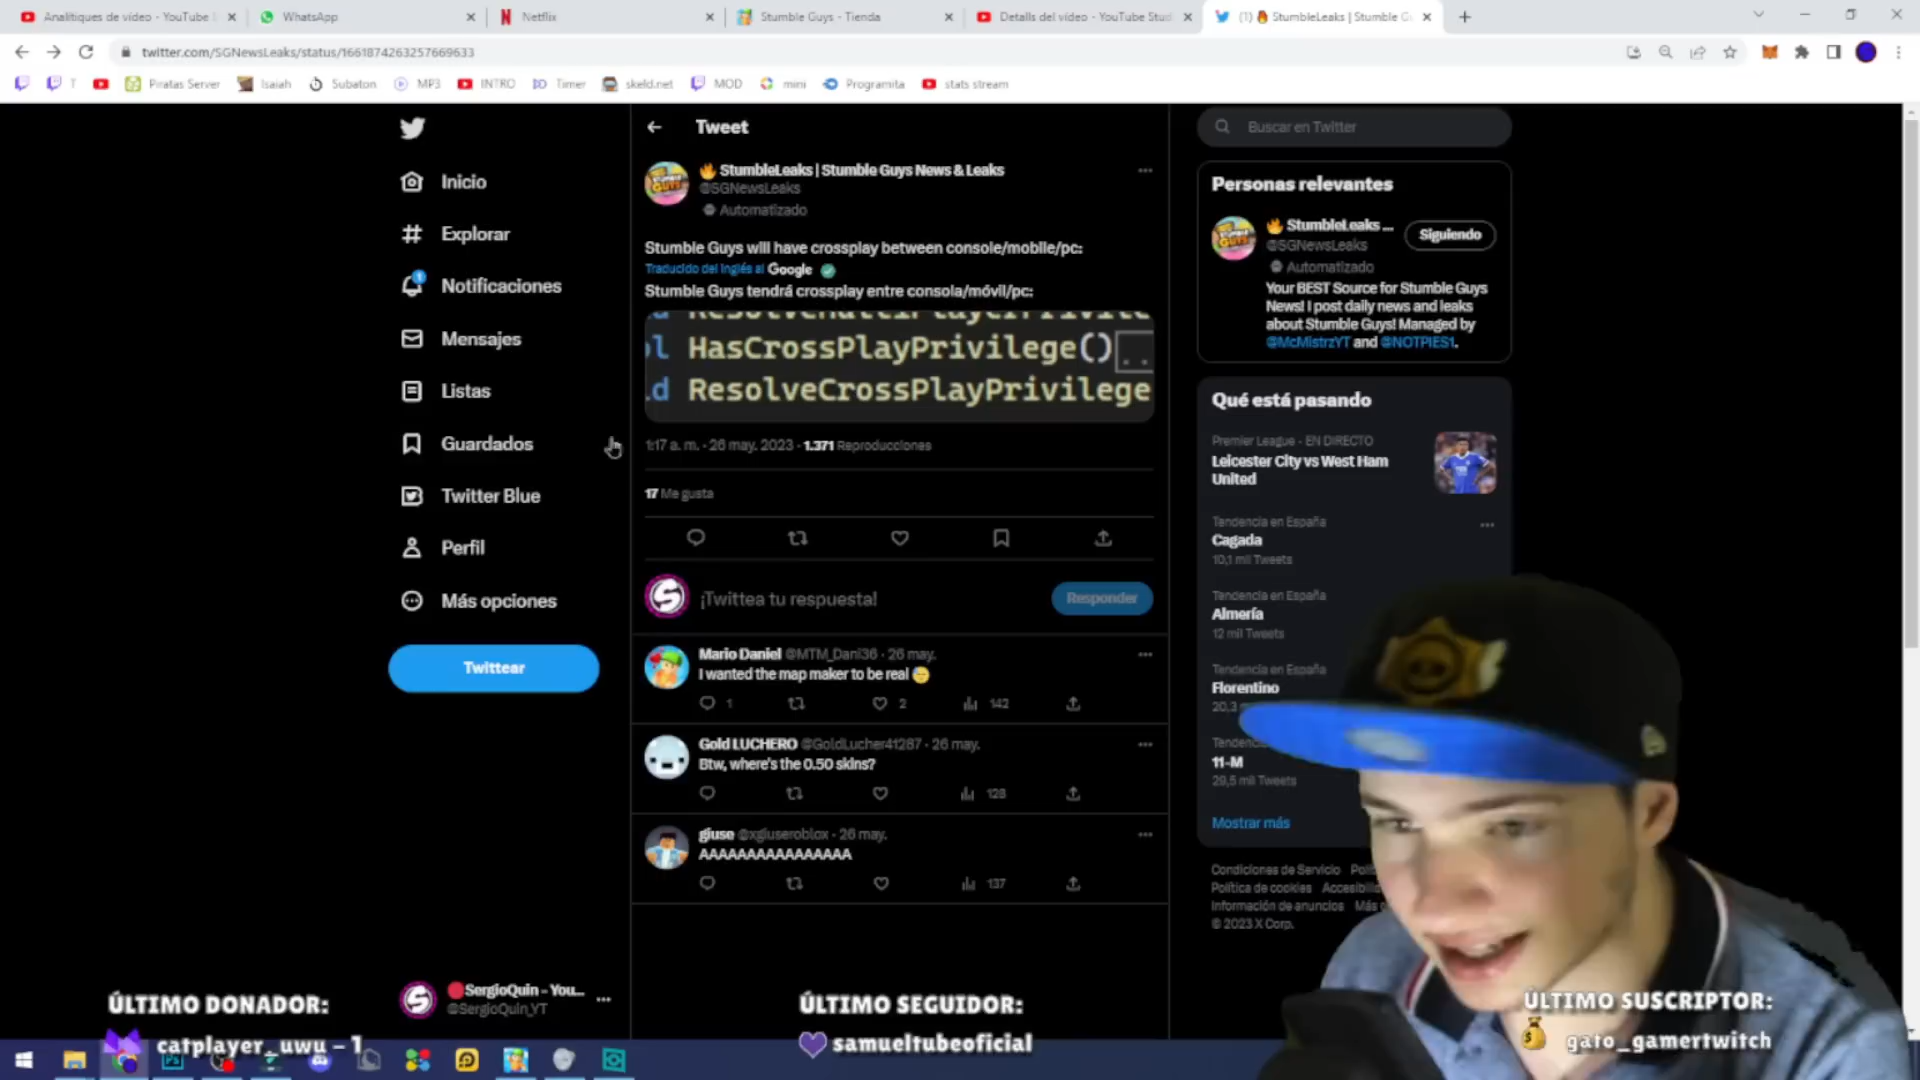 Analítiques de vídeo - YouTube
WhatsApp
Netflix
Stumble Guys - Tienda
Detalls del vídeo - YouTube Stud
(1) 🔥 StumbleLeaks | Stumble Gu
twitter.com/SGNewsLeaks/status/1661874263257669633
T
Piratas Server
Isaiah
Subaton
MP3
INTRO
Timer
skeld.net
MOD
mini
Programita
stats stream
Inicio
Explorar
Notificaciones
Mensajes
Listas
Guardados
Twitter Blue
Perfil
Más opciones
Twittear
SergioQuin - You...
@SergioQuin_YT
Tweet
🔥 StumbleLeaks | Stumble Guys News & Leaks
@SGNewsLeaks
Automatizado
Stumble Guys will have crossplay between console/mobile/pc:
Traducido del inglés al Google
Stumble Guys tendrá crossplay entre consola/móvil/pc:
HasCrossPlayPrivilege()..
ResolveCrossPlayPrivilege
1:17 a. m. · 26 may. 2023 · 1.371 Reproducciones
17 Me gusta
¡Twittea tu respuesta!
Responder
Mario Daniel @MTM_Dani36 · 26 may.
I wanted the map maker to be real
1
2
142
Gold LUCHERO @GoldLucher41287 · 26 may.
Btw, where's the 0.50 skins?
128
giuse @xgiuseroblox · 26 may.
AAAAAAAAAAAAAAAA
137
Buscar en Twitter
Personas relevantes
🔥 StumbleLeaks ...
@SGNewsLeaks
Siguiendo
Automatizado
Your BEST Source for Stumble Guys
News! I post daily news and leaks
about Stumble Guys! Managed by
@McMistrzYT and @NOTPIES1.
Qué está pasando
Premier League · EN DIRECTO
Leicester City vs West Ham
United
Tendencia en España
Cagada
10,1 mil Tweets
Tendencia en España
Almería
12 mil Tweets
Tendencia en España
Florentino
20,3
Tendenc
11-M
29,5 mil Tweets
Mostrar más
Condiciones de Servicio
Política de cookies
Información de anuncios
© 2023 X Corp.
ÚLTIMO DONADOR:
catplayer_uwu – 1
ÚLTIMO SEGUIDOR:
samueltubeoficial
ÚLTIMO SUSCRIPTOR:
gato_gamertwitch